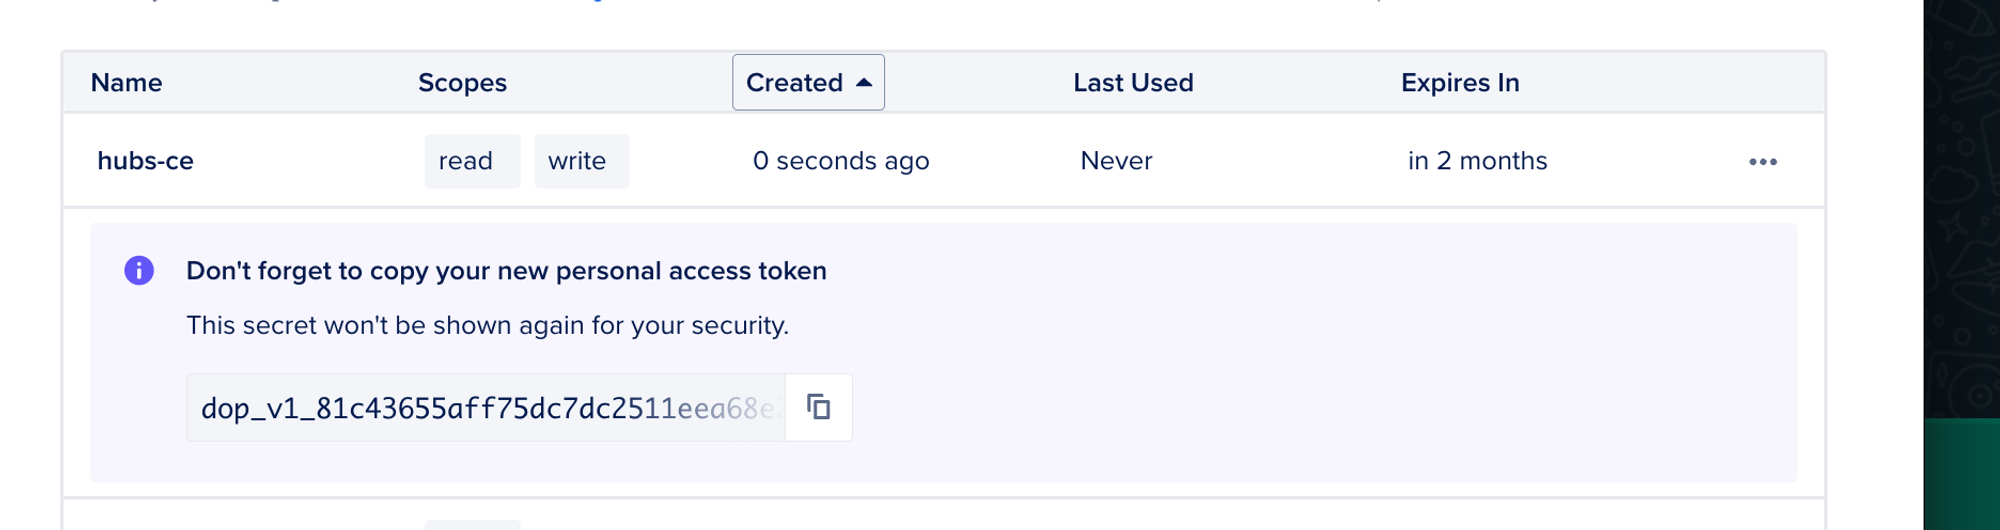 Name Scopes Created Last Used Expires In
hubs-ce read write 0 seconds ago Never in 2 months
Don't forget to copy your new personal access token
This secret won't be shown again for your security.
dop_v1_81c43655aff75dc7dc2511eea68e